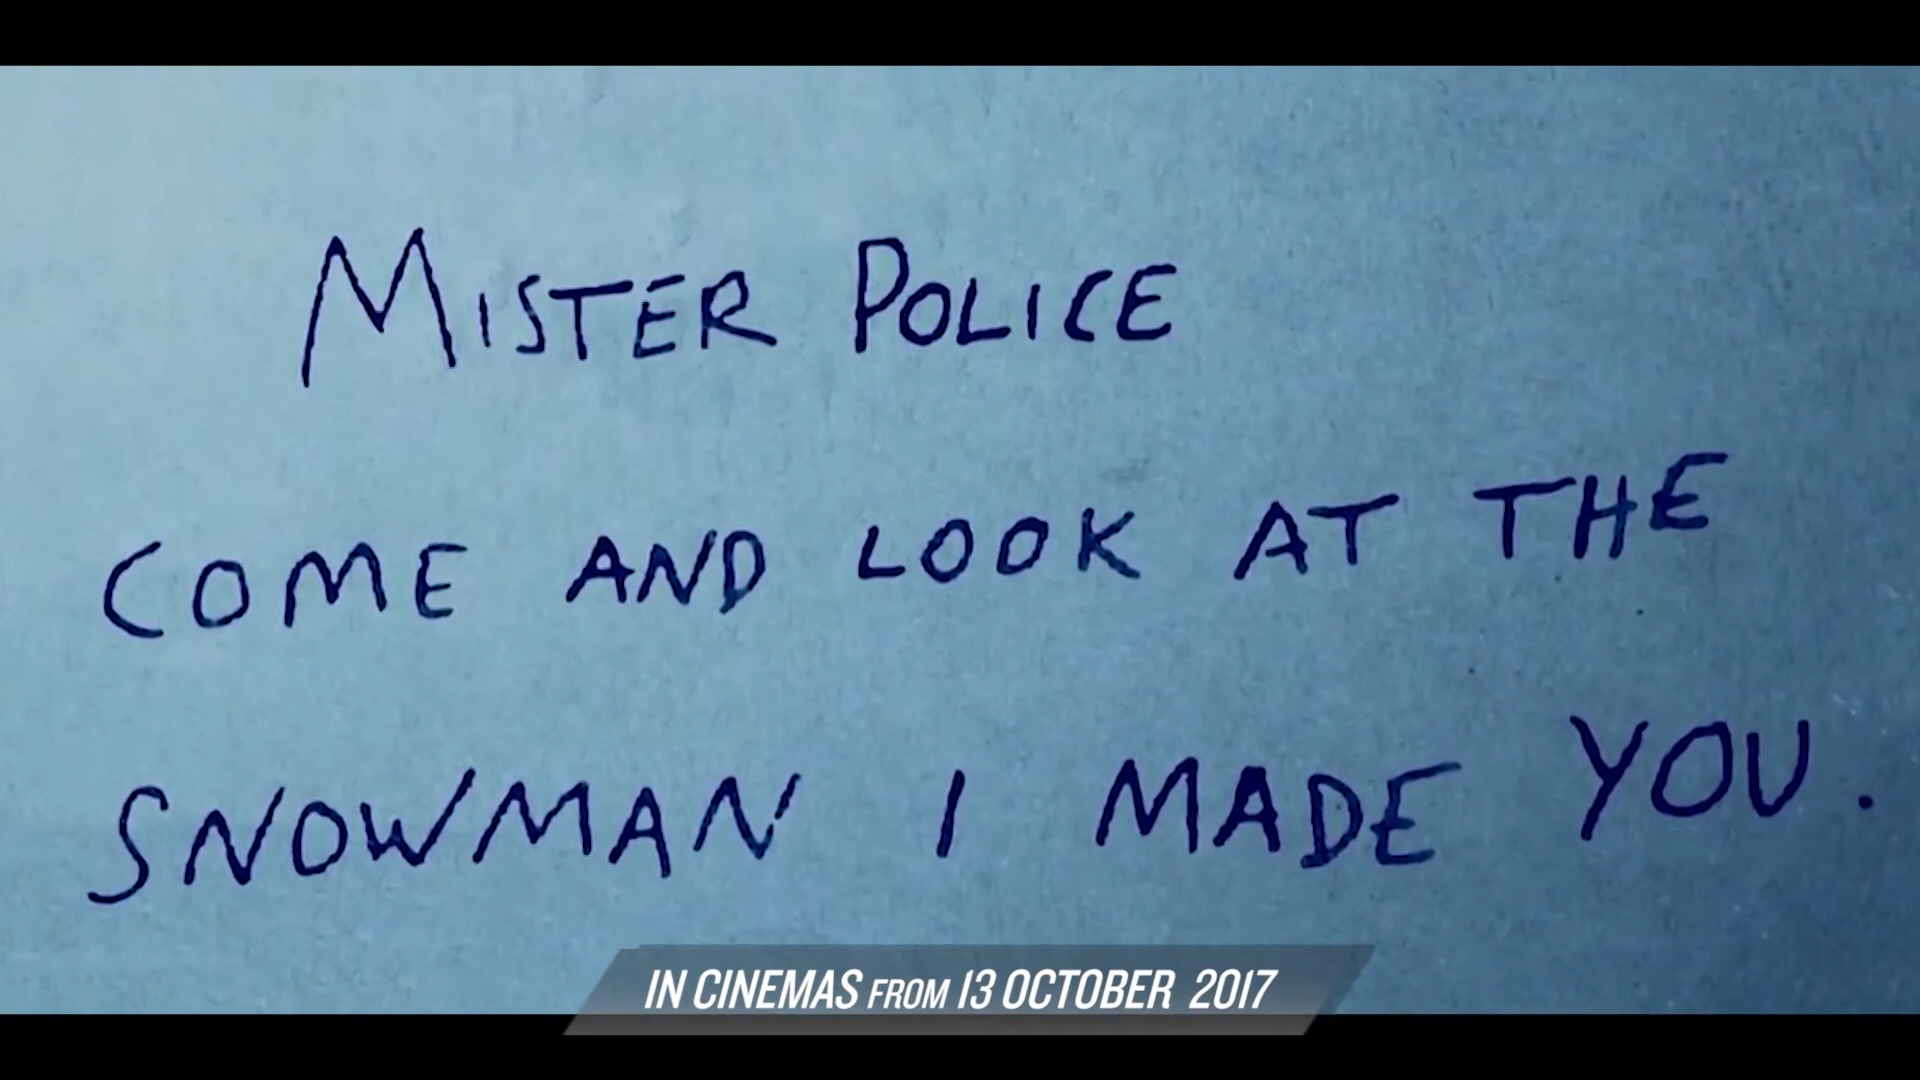 MISTER POLICE
COME AND LOOK AT THE
SNOWMAN I MADE YOU.
IN CINEMAS FROM 13 OCTOBER 2017